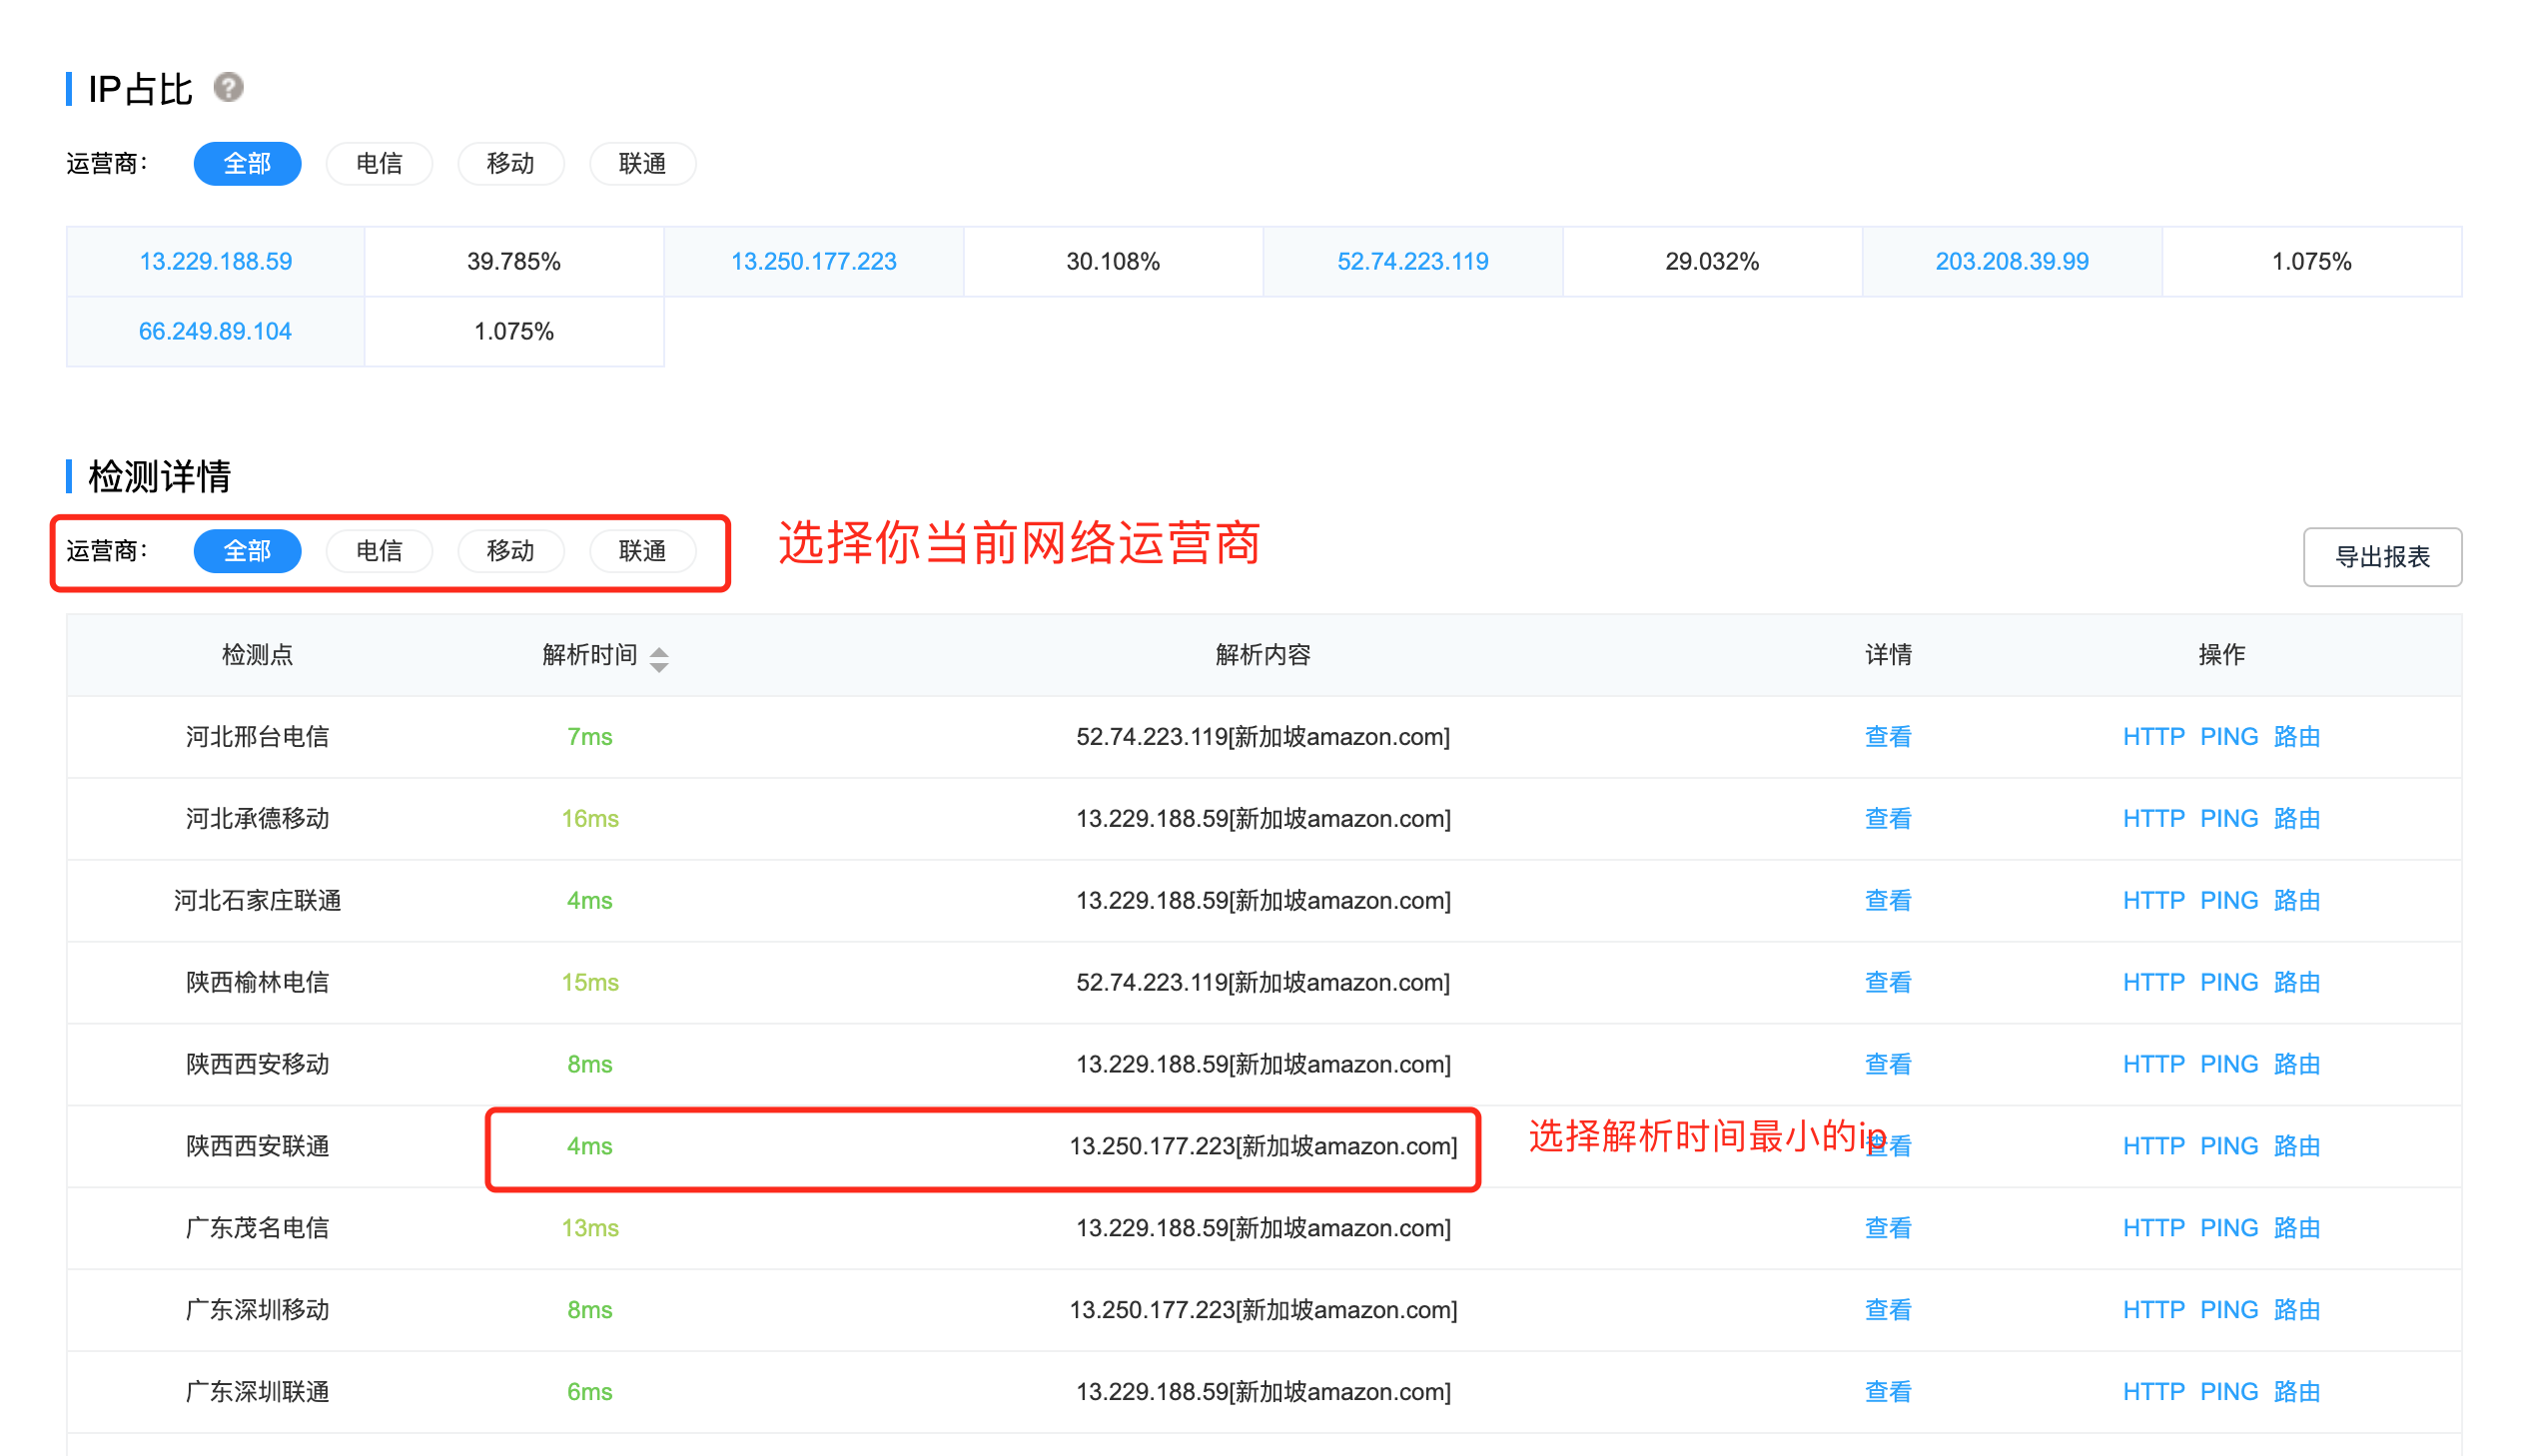 IP占比 ?
运营商： 全部 电信 移动 联通
13.229.188.59 39.785% 13.250.177.223 30.108% 52.74.223.119 29.032% 203.208.39.99 1.075%
66.249.89.104 1.075%
检测详情
运营商： 全部 电信 移动 联通 选择你当前网络运营商
导出报表
检测点 解析时间 解析内容 详情 操作
河北邢台电信 7ms 52.74.223.119[新加坡amazon.com] 查看 HTTP PING 路由
河北承德移动 16ms 13.229.188.59[新加坡amazon.com] 查看 HTTP PING 路由
河北石家庄联通 4ms 13.229.188.59[新加坡amazon.com] 查看 HTTP PING 路由
陕西榆林电信 15ms 52.74.223.119[新加坡amazon.com] 查看 HTTP PING 路由
陕西西安移动 8ms 13.229.188.59[新加坡amazon.com] 查看 HTTP PING 路由
陕西西安联通 4ms 13.250.177.223[新加坡amazon.com] 选择解析时间最小的ip 查看 HTTP PING 路由
广东茂名电信 13ms 13.229.188.59[新加坡amazon.com] 查看 HTTP PING 路由
广东深圳移动 8ms 13.250.177.223[新加坡amazon.com] 查看 HTTP PING 路由
广东深圳联通 6ms 13.229.188.59[新加坡amazon.com] 查看 HTTP PING 路由